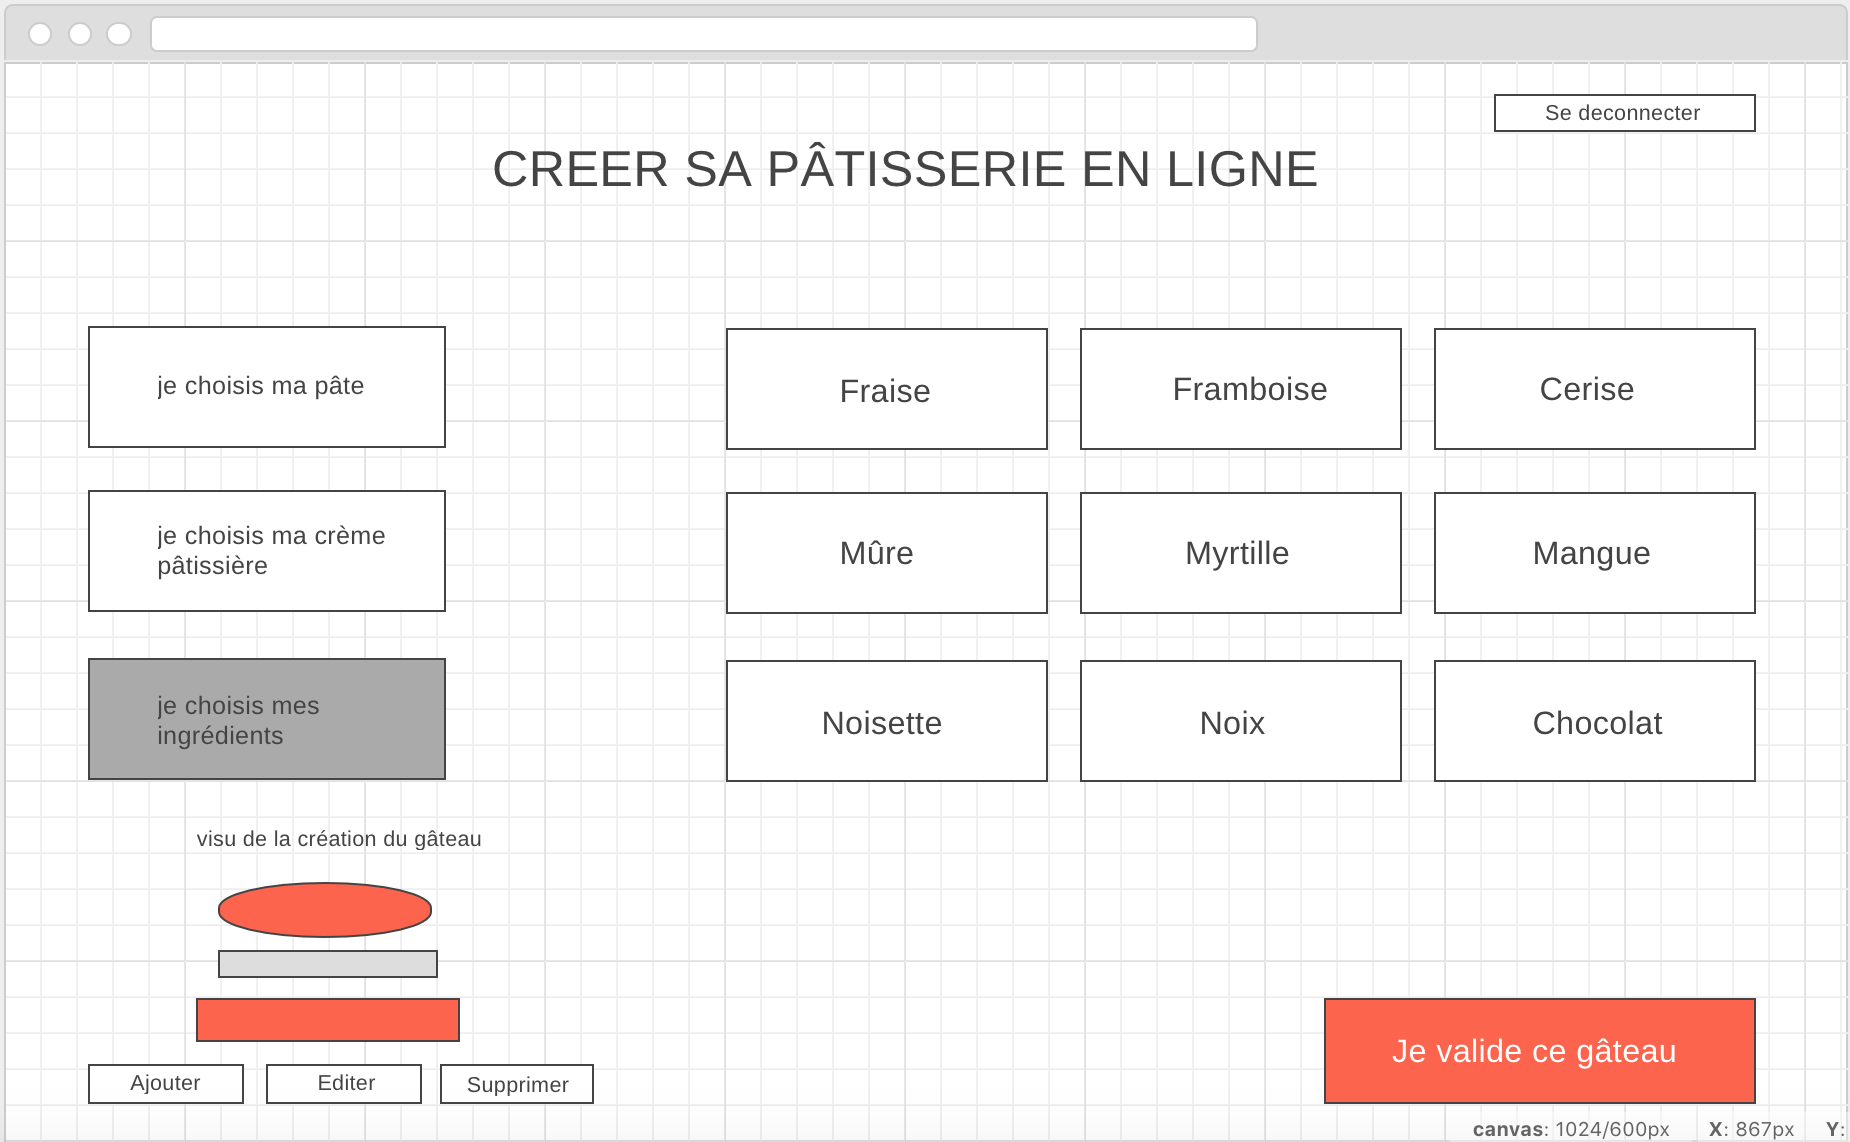 Se deconnecter
CREER SA PÂTISSERIE EN LIGNE
je choisis ma pâte
Fraise
Framboise
Cerise
je choisis ma crème
pâtissière
Mûre
Myrtille
Mangue
je choisis mes
ingrédients
Noisette
Noix
Chocolat
visu de la création du gâteau
Je valide ce gâteau
Ajouter
Editer
Supprimer
canvas: 1024/600px X: 867px Y: